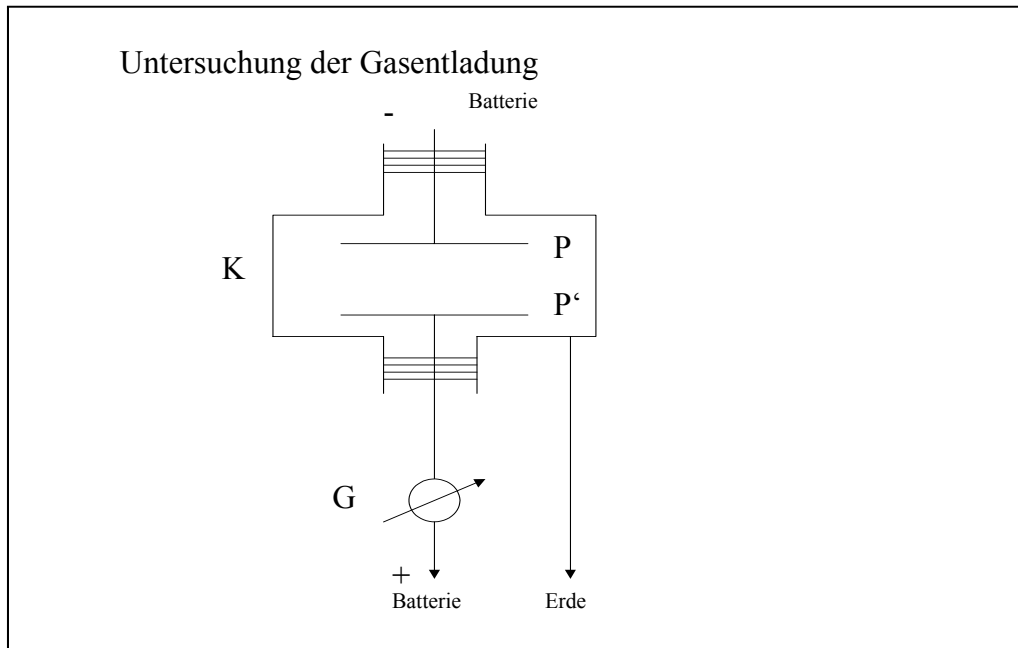 Untersuchung der Gasentladung
Batterie
-
P
K
P‘
G
+
Batterie
Erde